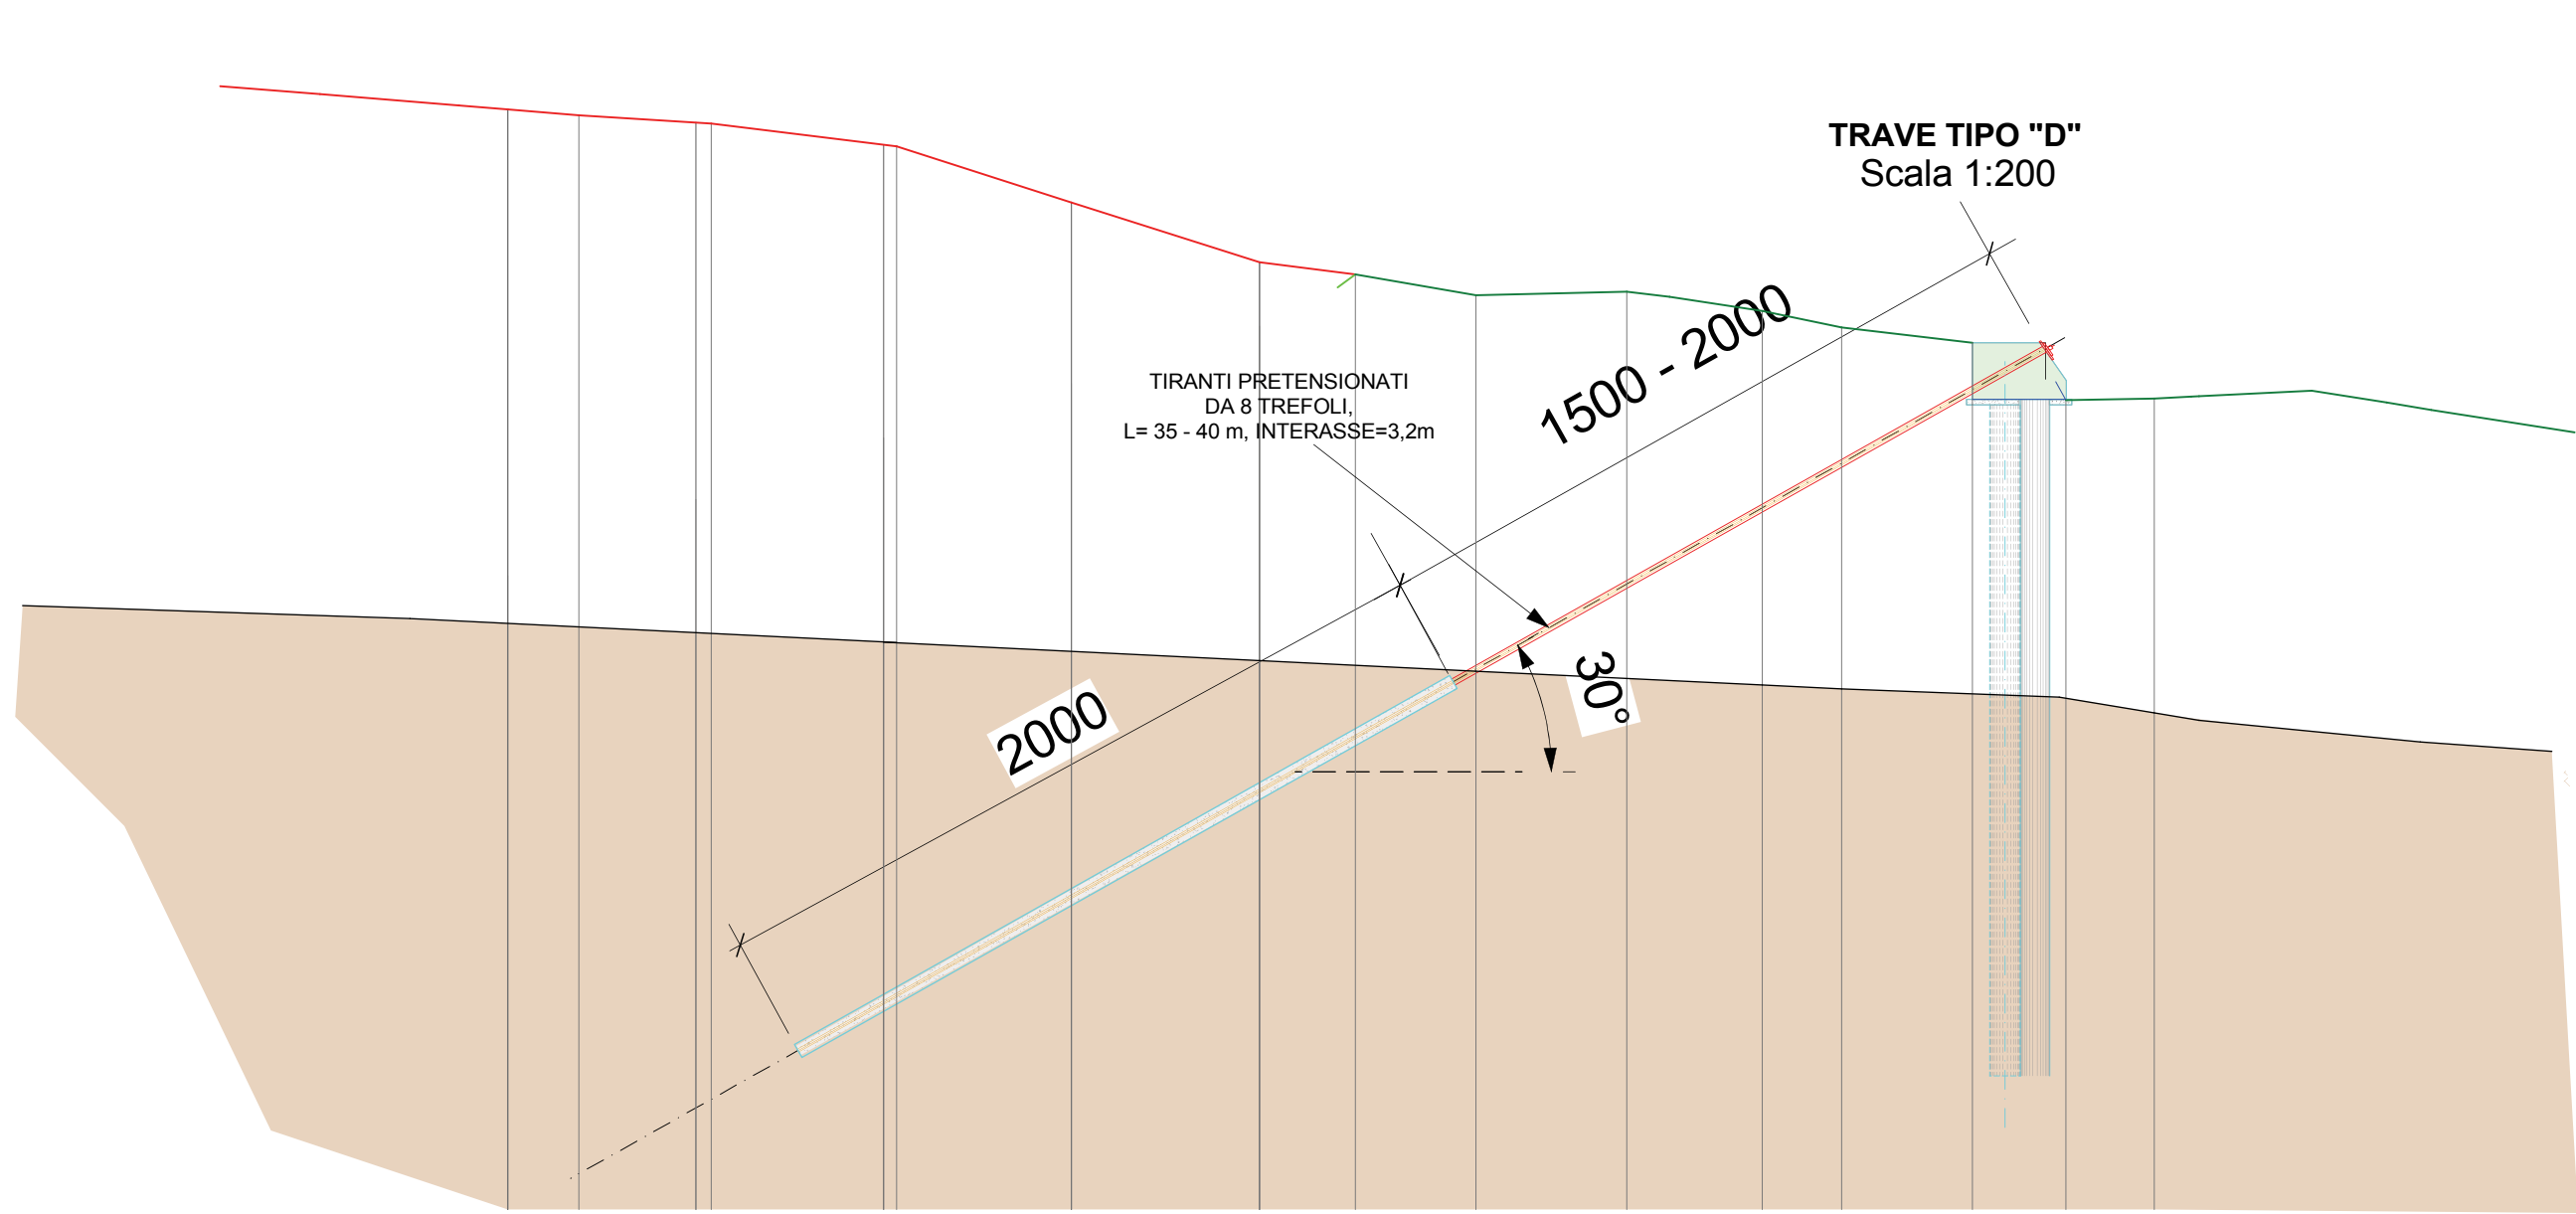 TRAVE TIPO "D"
Scala 1:200
1500 - 2000
TIRANTI PRETENSIONATI
DA 8 TREFOLI,
L= 35 - 40 m, INTERASSE=3,2m
30°
2000